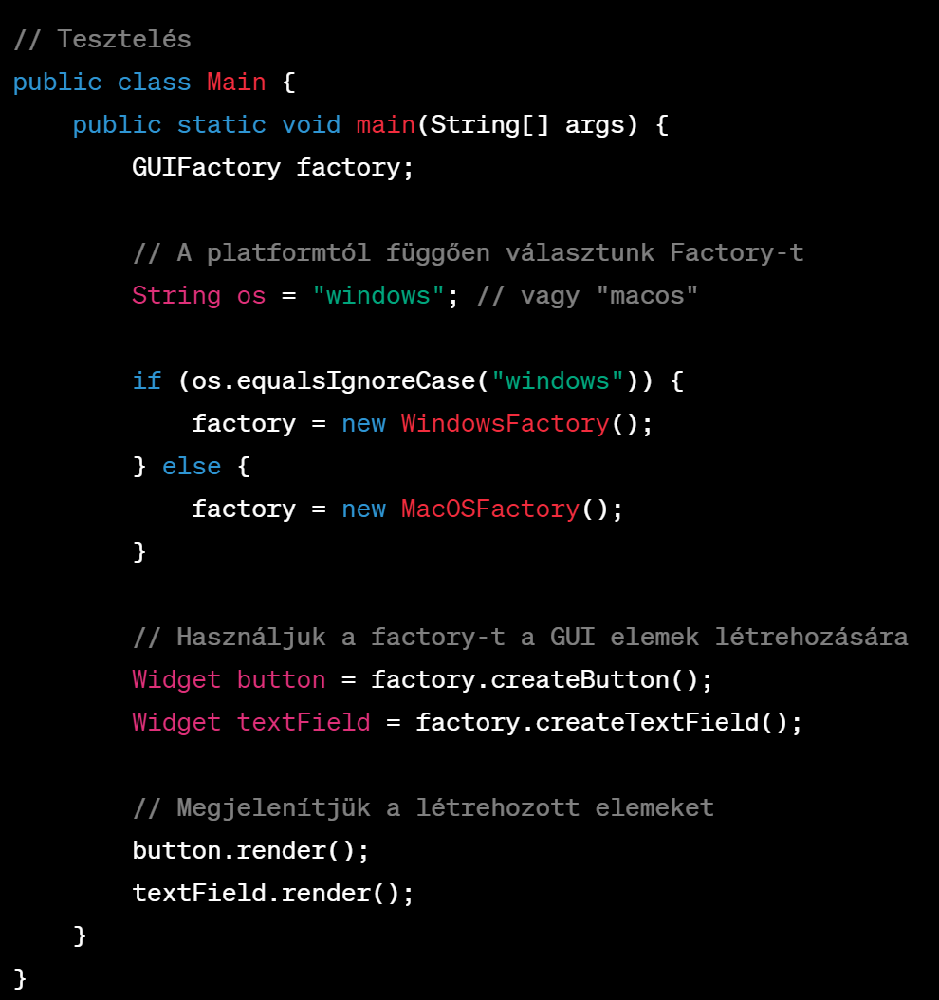 // Tesztelés
public class Main {
    public static void main(String[] args) {
        GUIFactory factory;

        // A platformtól függően választunk Factory-t
        String os = "windows"; // vagy "macos"

        if (os.equalsIgnoreCase("windows")) {
            factory = new WindowsFactory();
        } else {
            factory = new MacOSFactory();
        }

        // Használjuk a factory-t a GUI elemek létrehozására
        Widget button = factory.createButton();
        Widget textField = factory.createTextField();

        // Megjelenítjük a létrehozott elemeket
        button.render();
        textField.render();
    }
}